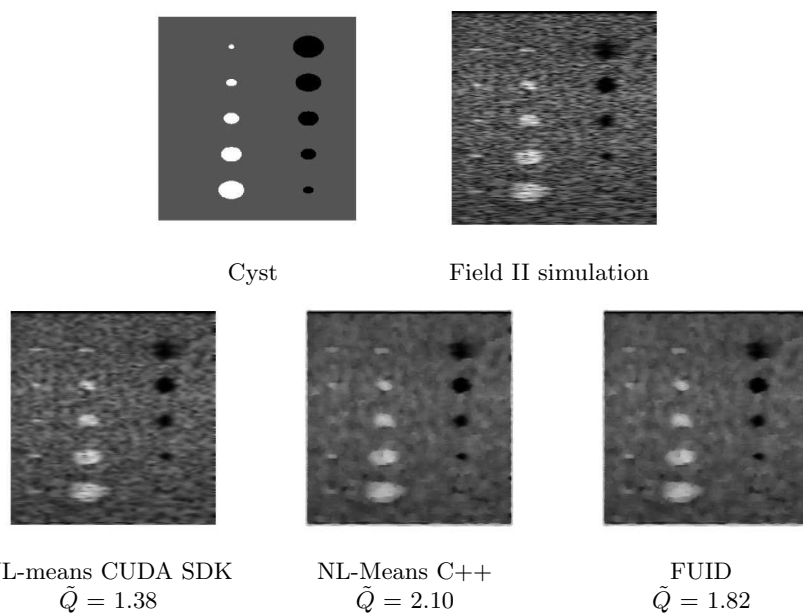 Cyst
Field II simulation
L-means CUDA SDK
NL-Means C++
FUID
Q̃ = 1.38
Q̃ = 2.10
Q̃ = 1.82